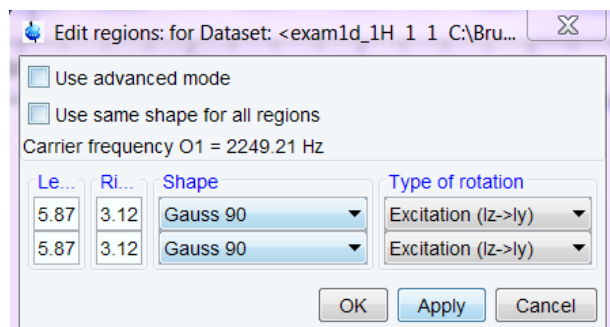 Edit regions: for Dataset: <exam1d_1H 1 1 C:\Bru...
Use advanced mode
Use same shape for all regions
Carrier frequency O1 = 2249.21 Hz
Le... Ri... Shape Type of rotation
5.87 3.12 Gauss 90 Excitation (Iz->Iy)
5.87 3.12 Gauss 90 Excitation (Iz->Iy)
OK Apply Cancel